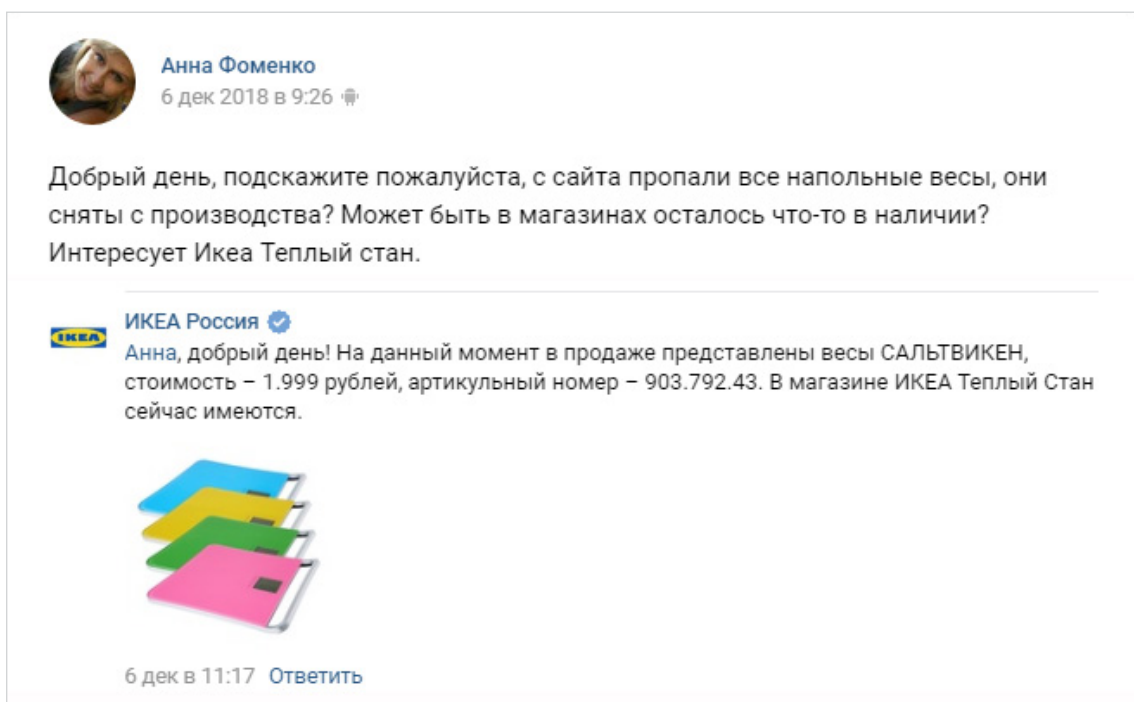 Анна Фоменко
6 дек 2018 в 9:26
Добрый день, подскажите пожалуйста, с сайта пропали все напольные весы, они
сняты с производства? Может быть в магазинах осталось что-то в наличии?
Интересует Икеа Теплый стан.
IKEA
ИКЕА Россия
Анна, добрый день! На данный момент в продаже представлены весы САЛЬТВИКЕН,
стоимость – 1.999 рублей, артикульный номер – 903.792.43. В магазине ИКЕА Теплый Стан
сейчас имеются.
6 дек в 11:17 Ответить